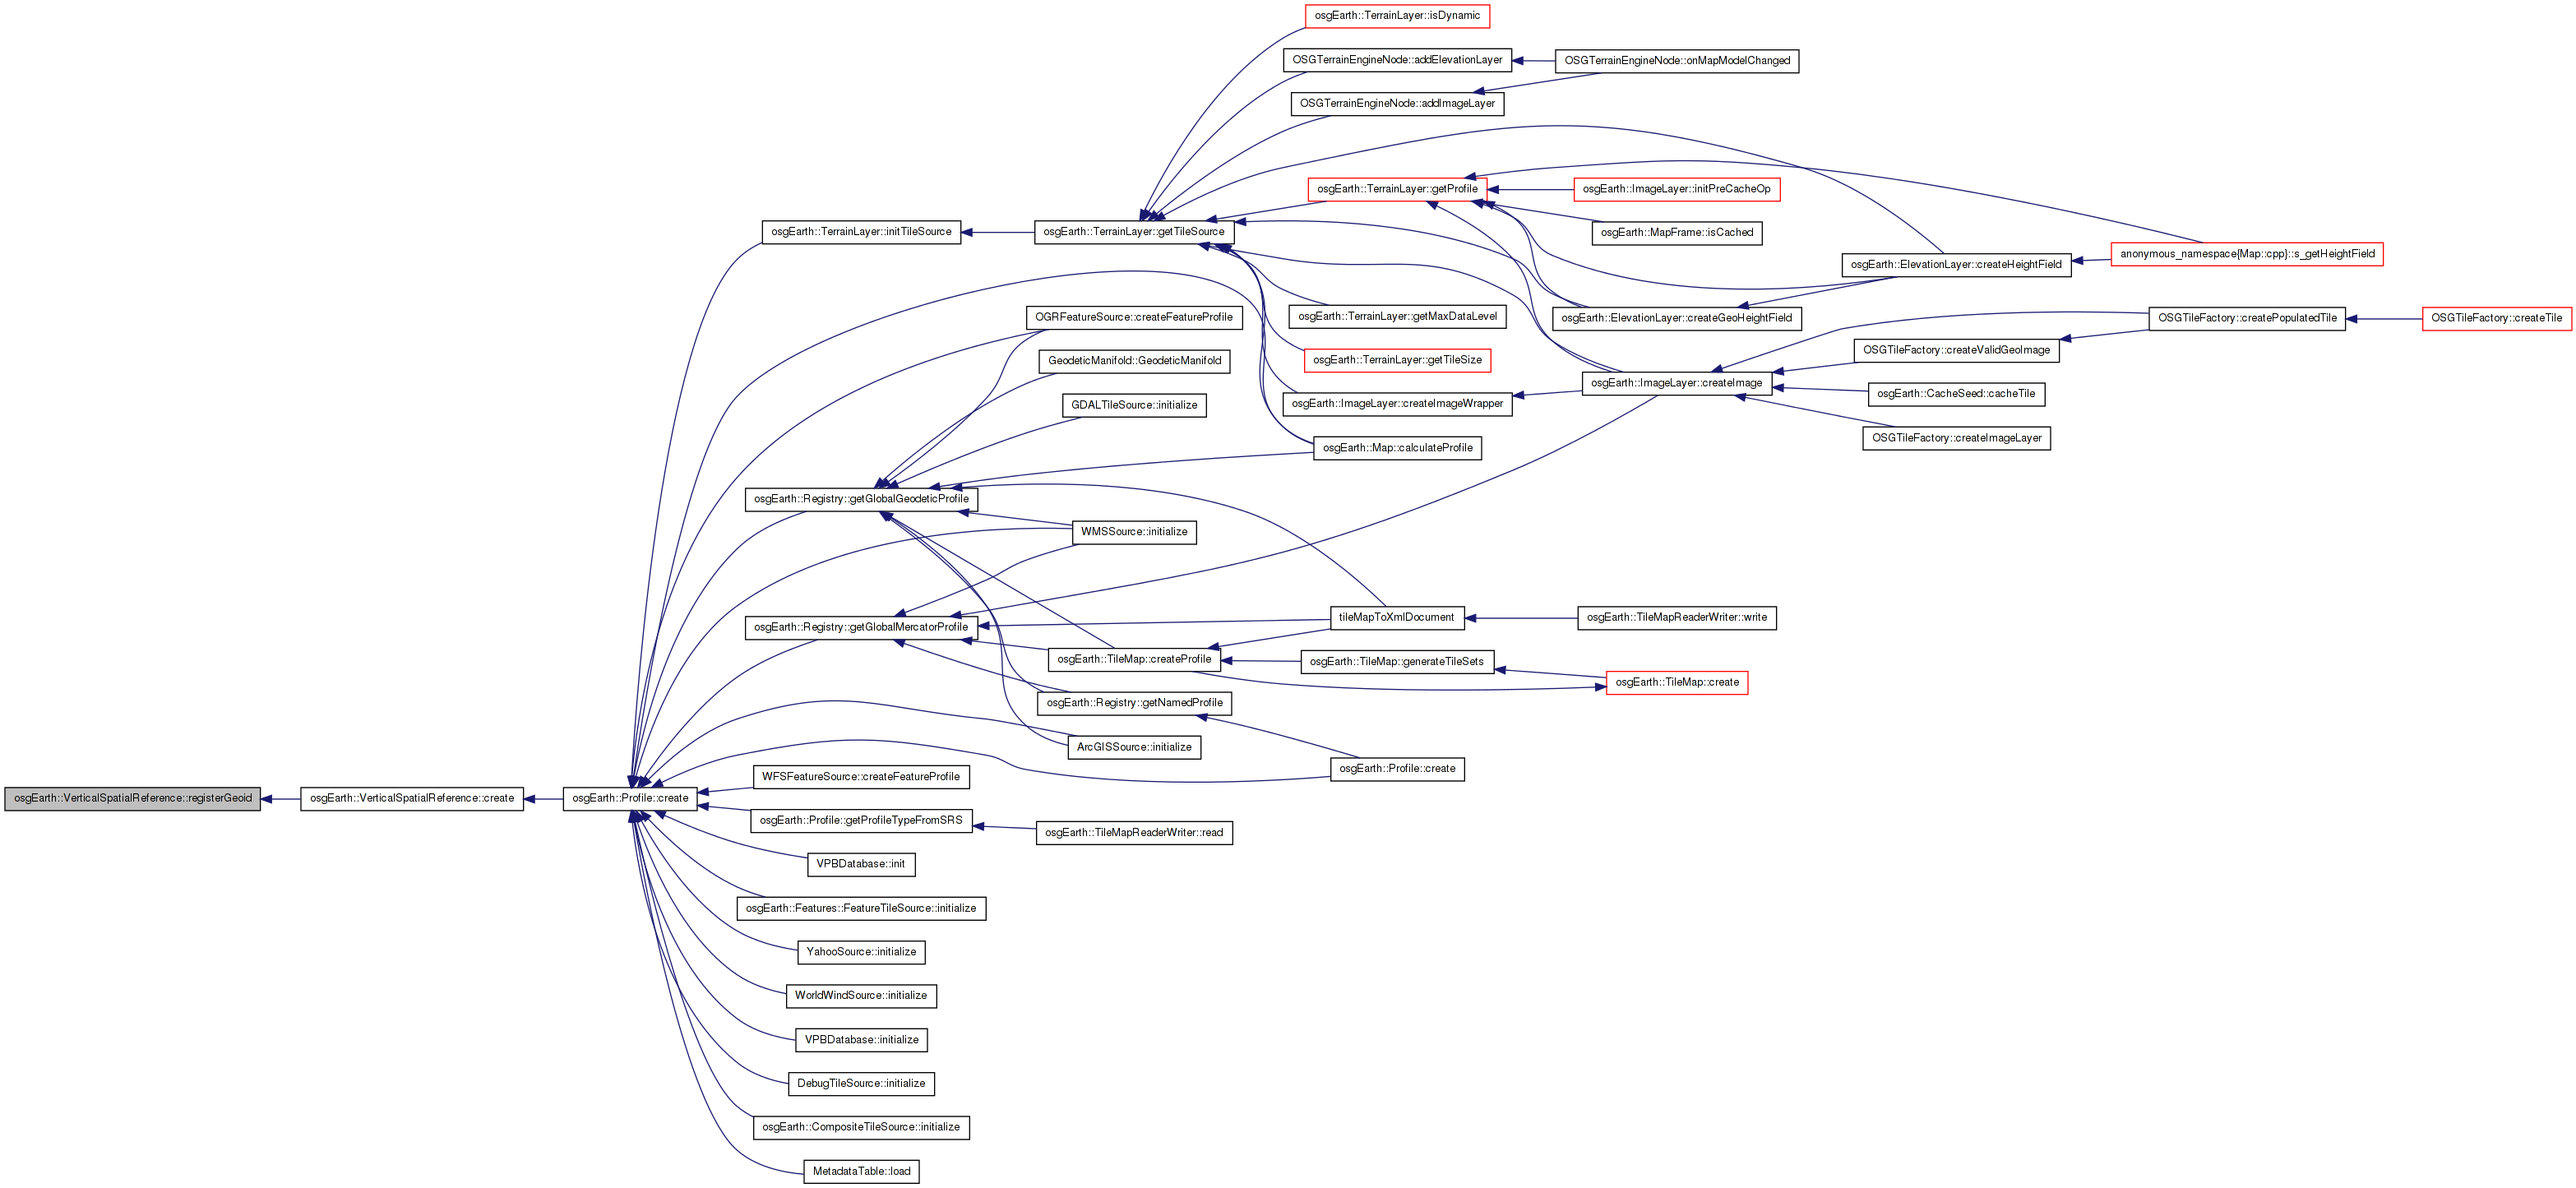 osgEarth::TerrainLayer::isDynamic
OSGTerrainEngineNode::addElevationLayer
OSGTerrainEngineNode::onMapModelChanged
OSGTerrainEngineNode::addImageLayer
osgEarth::TerrainLayer::getProfile
osgEarth::ImageLayer::initPreCacheOp
osgEarth::TerrainLayer::initTileSource
osgEarth::TerrainLayer::getTileSource
osgEarth::MapFrame::isCached
anonymous_namespace{Map::cpp}::s_getHeightField
osgEarth::ElevationLayer::createHeightField
OGRFeatureSource::createFeatureProfile
osgEarth::TerrainLayer::getMaxDataLevel
osgEarth::ElevationLayer::createGeoHeightField
OSGTileFactory::createPopulatedTile
OSGTileFactory::createTile
OSGTileFactory::createValidGeoImage
GeodeticManifold::GeodeticManifold
osgEarth::TerrainLayer::getTileSize
osgEarth::ImageLayer::createImage
osgEarth::CacheSeed::cacheTile
GDALTileSource::initialize
osgEarth::ImageLayer::createImageWrapper
OSGTileFactory::createImageLayer
osgEarth::Map::calculateProfile
osgEarth::Registry::getGlobalGeodeticProfile
WMSSource::initialize
tileMapToXmlDocument
osgEarth::TileMapReaderWriter::write
osgEarth::Registry::getGlobalMercatorProfile
osgEarth::TileMap::createProfile
osgEarth::TileMap::generateTileSets
osgEarth::TileMap::create
osgEarth::Registry::getNamedProfile
ArcGISSource::initialize
osgEarth::Profile::create
WFSFeatureSource::createFeatureProfile
osgEarth::VerticalSpatialReference::registerGeoid
osgEarth::VerticalSpatialReference::create
osgEarth::Profile::create
osgEarth::Profile::getProfileTypeFromSRS
osgEarth::TileMapReaderWriter::read
VPBDatabase::init
osgEarth::Features::FeatureTileSource::initialize
YahooSource::initialize
WorldWindSource::initialize
VPBDatabase::initialize
DebugTileSource::initialize
osgEarth::CompositeTileSource::initialize
MetadataTable::load